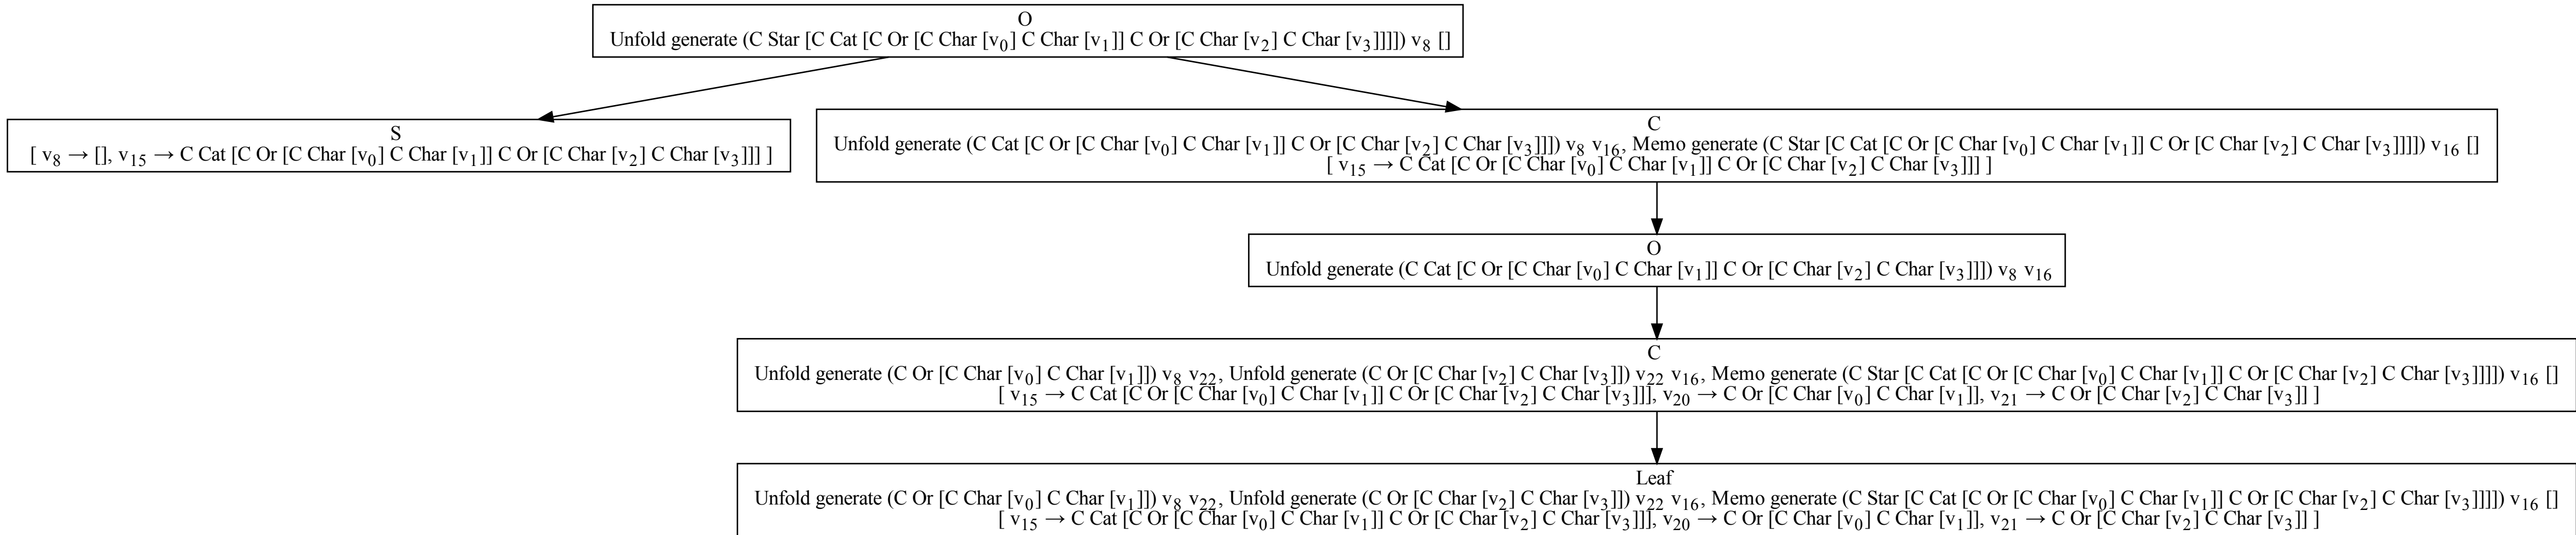 O
Unfold generate (C Star [C Cat [C Or [C Char [v0] C Char [v1]] C Or [C Char [v2] C Char [v3]]]]) v8 []
S
[ v8 → [], v15 → C Cat [C Or [C Char [v0] C Char [v1]] C Or [C Char [v2] C Char [v3]]] ]
C
Unfold generate (C Cat [C Or [C Char [v0] C Char [v1]] C Or [C Char [v2] C Char [v3]]]) v8 v16, Memo generate (C Star [C Cat [C Or [C Char [v0] C Char [v1]] C Or [C Char [v2] C Char [v3]]]]) v16 []
[ v15 → C Cat [C Or [C Char [v0] C Char [v1]] C Or [C Char [v2] C Char [v3]]] ]
O
Unfold generate (C Cat [C Or [C Char [v0] C Char [v1]] C Or [C Char [v2] C Char [v3]]]) v8 v16
C
Unfold generate (C Or [C Char [v0] C Char [v1]]) v8 v22, Unfold generate (C Or [C Char [v2] C Char [v3]]) v22 v16, Memo generate (C Star [C Cat [C Or [C Char [v0] C Char [v1]] C Or [C Char [v2] C Char [v3]]]]) v16 []
[ v15 → C Cat [C Or [C Char [v0] C Char [v1]] C Or [C Char [v2] C Char [v3]]], v20 → C Or [C Char [v0] C Char [v1]], v21 → C Or [C Char [v2] C Char [v3]] ]
Leaf
Unfold generate (C Or [C Char [v0] C Char [v1]]) v8 v22, Unfold generate (C Or [C Char [v2] C Char [v3]]) v22 v16, Memo generate (C Star [C Cat [C Or [C Char [v0] C Char [v1]] C Or [C Char [v2] C Char [v3]]]]) v16 []
[ v15 → C Cat [C Or [C Char [v0] C Char [v1]] C Or [C Char [v2] C Char [v3]]], v20 → C Or [C Char [v0] C Char [v1]], v21 → C Or [C Char [v2] C Char [v3]] ]